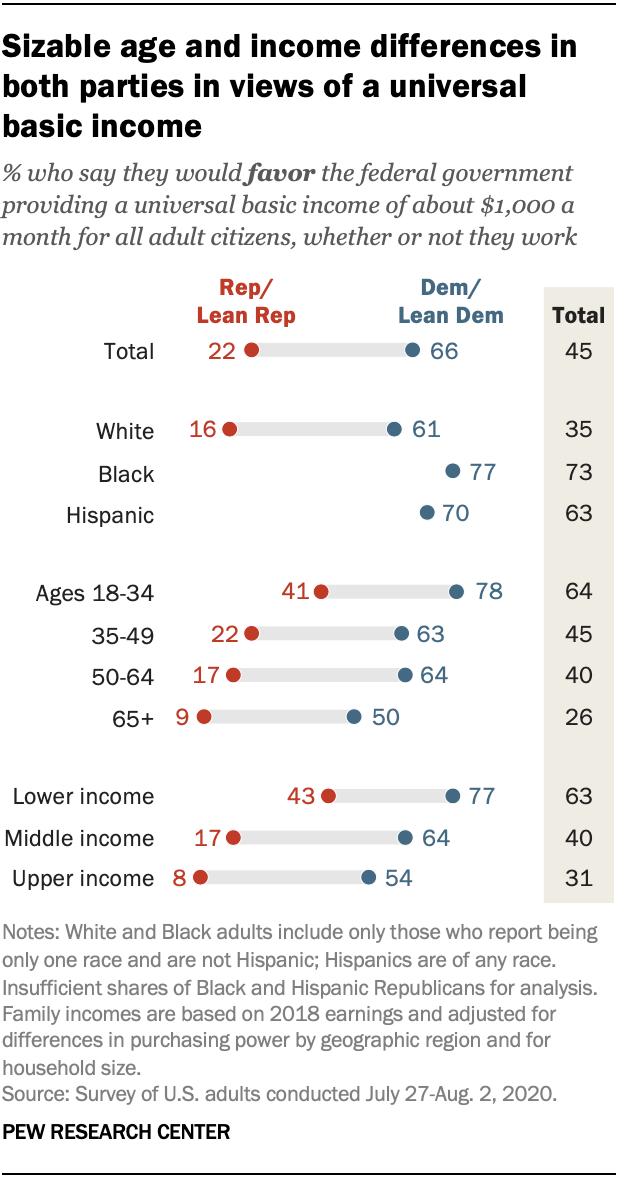 Sizable age and income differences in
both parties in views of a universal
basic income
% who say they would favor the federal government
providing a universal basic income of about $1,000 a
month for all adult citizens, whether or not they work
Rep/
Lean Rep
Dem/
Lean Dem
Total
Total 22 66 45
White 16 61 35
Black 77 73
Hispanic 70 63
Ages 18-34 41 78 64
35-49 22 63 45
50-64 17 64 40
65+ 9 50 26
Lower income 43 77 63
Middle income 17 64 40
Upper income 8 54 31
Notes: White and Black adults include only those who report being
only one race and are not Hispanic; Hispanics are of any race.
Insufficient shares of Black and Hispanic Republicans for analysis.
Family incomes are based on 2018 earnings and adjusted for
differences in purchasing power by geographic region and for
household size.
Source: Survey of U.S. adults conducted July 27-Aug. 2, 2020.
PEW RESEARCH CENTER